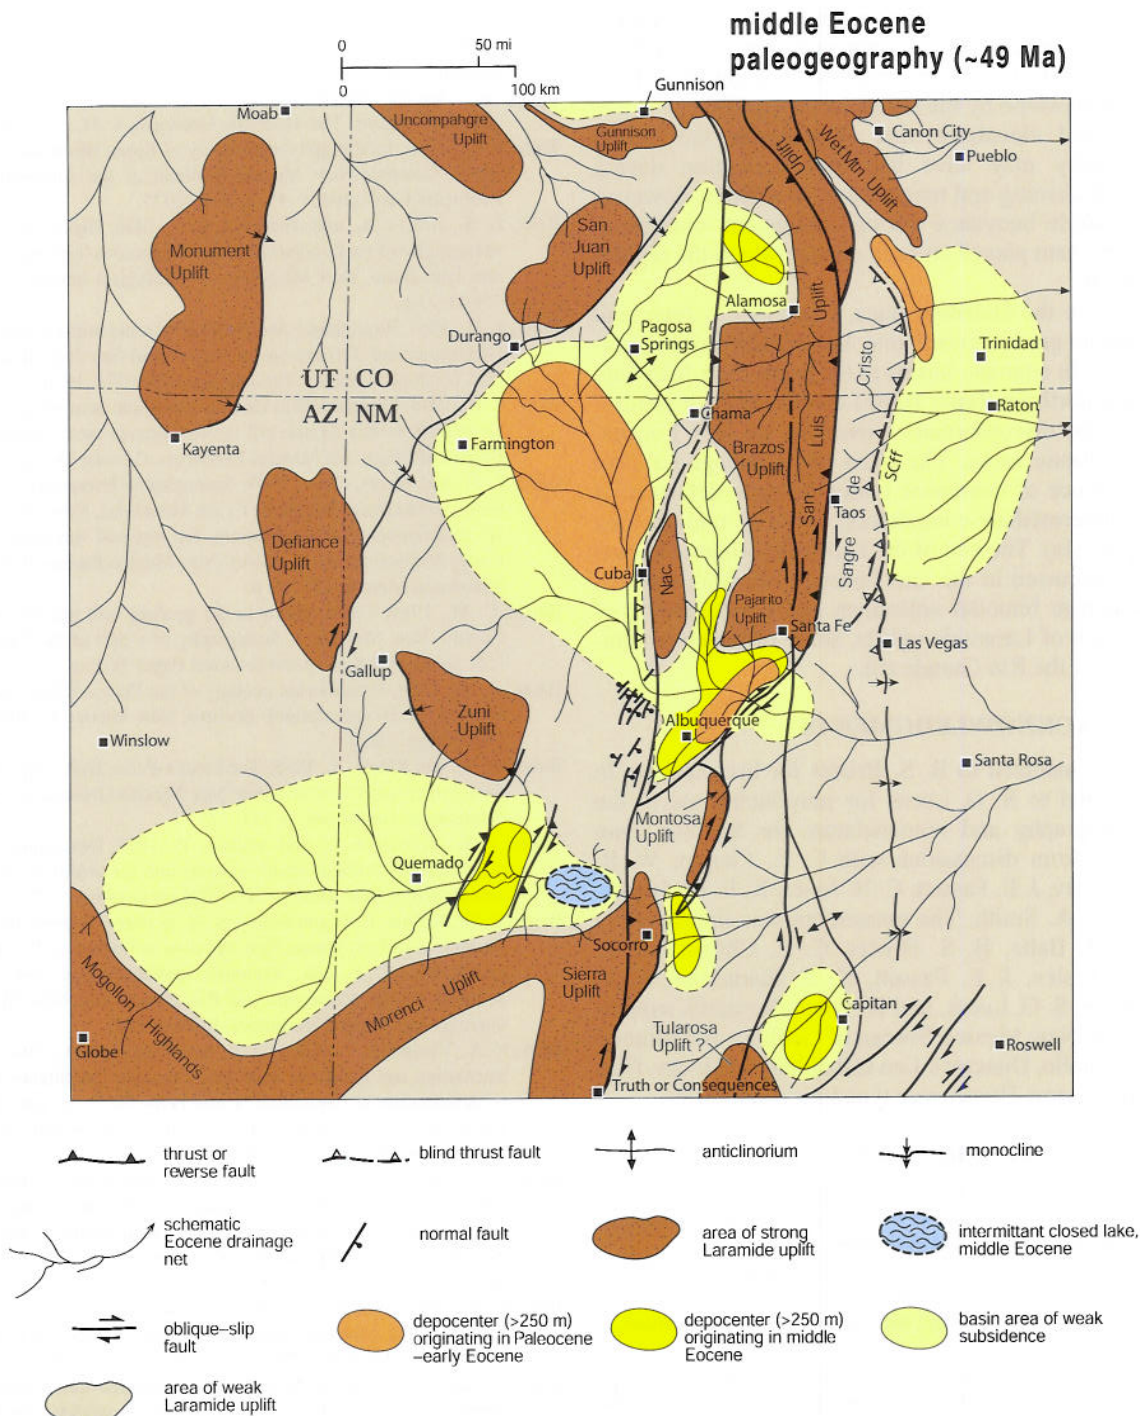 middle Eocene
paleogeography (~49 Ma)
0
50 mi
0
100 km
Gunnison
Moab
Uncompahgre
Uplift
Gunnison
Uplift
Uplift
Wet Mtn. Uplift
Canon City
Pueblo
Monument
Uplift
San
Juan
Uplift
Alamosa
Uplift
Durango
Pagosa
Springs
Cristo
Trinidad
UT CO
AZ NM
Chama
Raton
Kayenta
Farmington
Brazos
Uplift
Luis
SCff
de
Taos
San
Defiance
Uplift
Cuba
Nac.
Sangre
Pajarito
Uplift
Santa Fe
Las Vegas
Gallup
Zuni
Uplift
Albuquerque
Winslow
Santa Rosa
Montosa
Uplift
Quemado
Socorro
Mogollon
Highlands
Morenci Uplift
Sierra
Uplift
Capitan
Tularosa
Uplift ?
Globe
Roswell
Truth or Consequences
thrust or
reverse fault
blind thrust fault
anticlinorium
monocline
schematic
Eocene drainage
net
normal fault
area of strong
Laramide uplift
intermittant closed lake,
middle Eocene
oblique-slip
fault
depocenter (>250 m)
originating in Paleocene
–early Eocene
depocenter (>250 m)
originating in middle
Eocene
basin area of weak
subsidence
area of weak
Laramide uplift